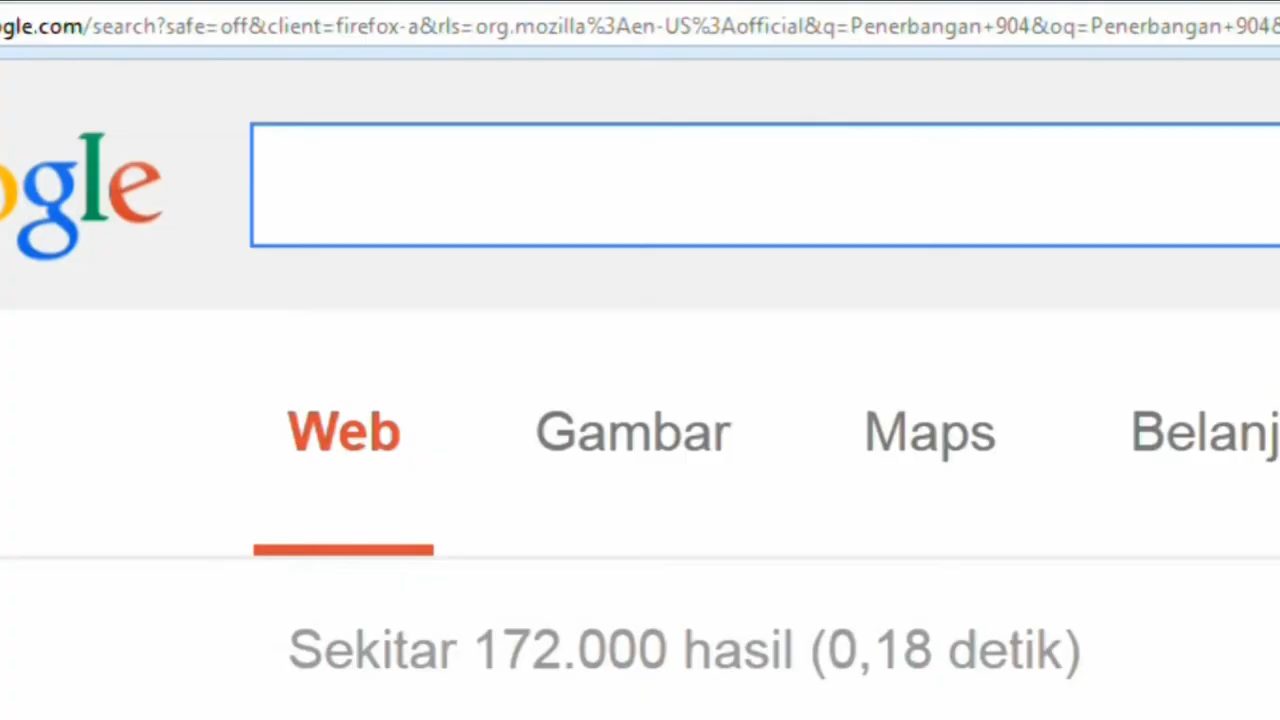 gle.com/search?safe=off&client=firefox-a&rls=org.mozilla%3Aen-US%3Aofficial&q=Penerbangan+904&oq=Penerbangan+904&
ogle
Web Gambar Maps Belanj
Sekitar 172.000 hasil (0,18 detik)